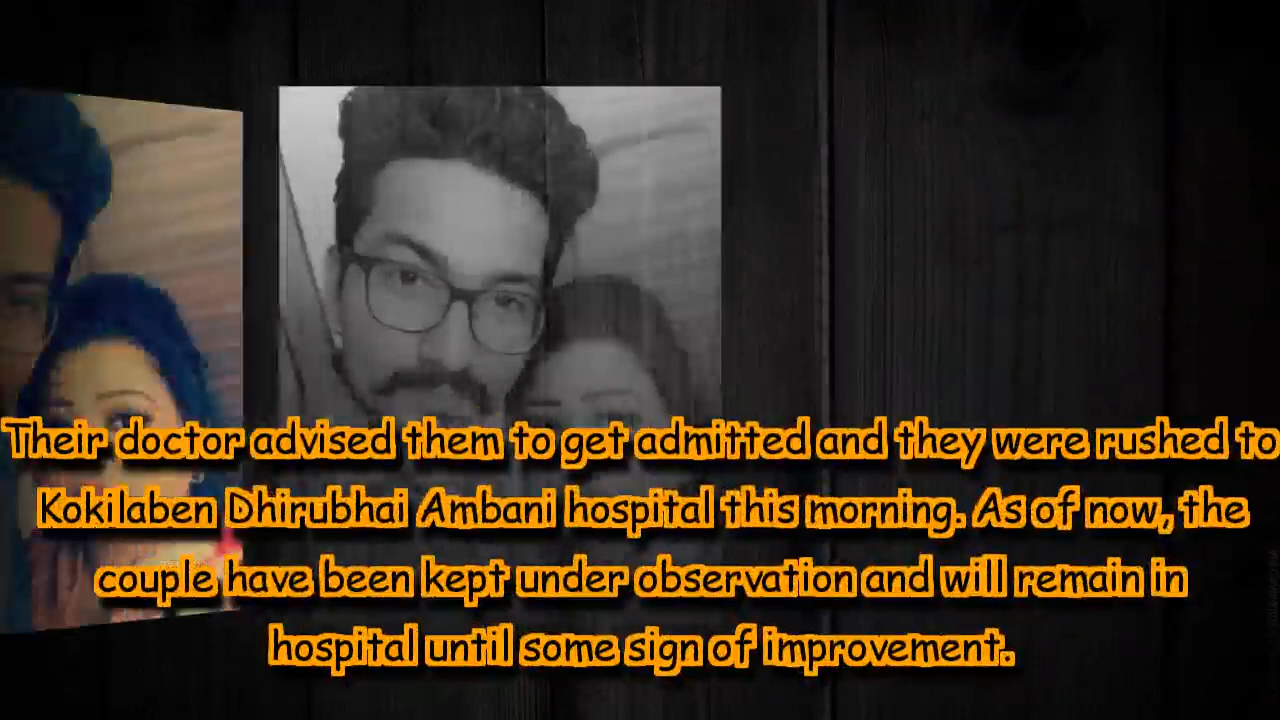 Their doctor advised them to get admitted and they were rushed to
Kokilaben Dhirubhai Ambani hospital this morning. As of now, the
couple have been kept under observation and will remain in
hospital until some sign of improvement.